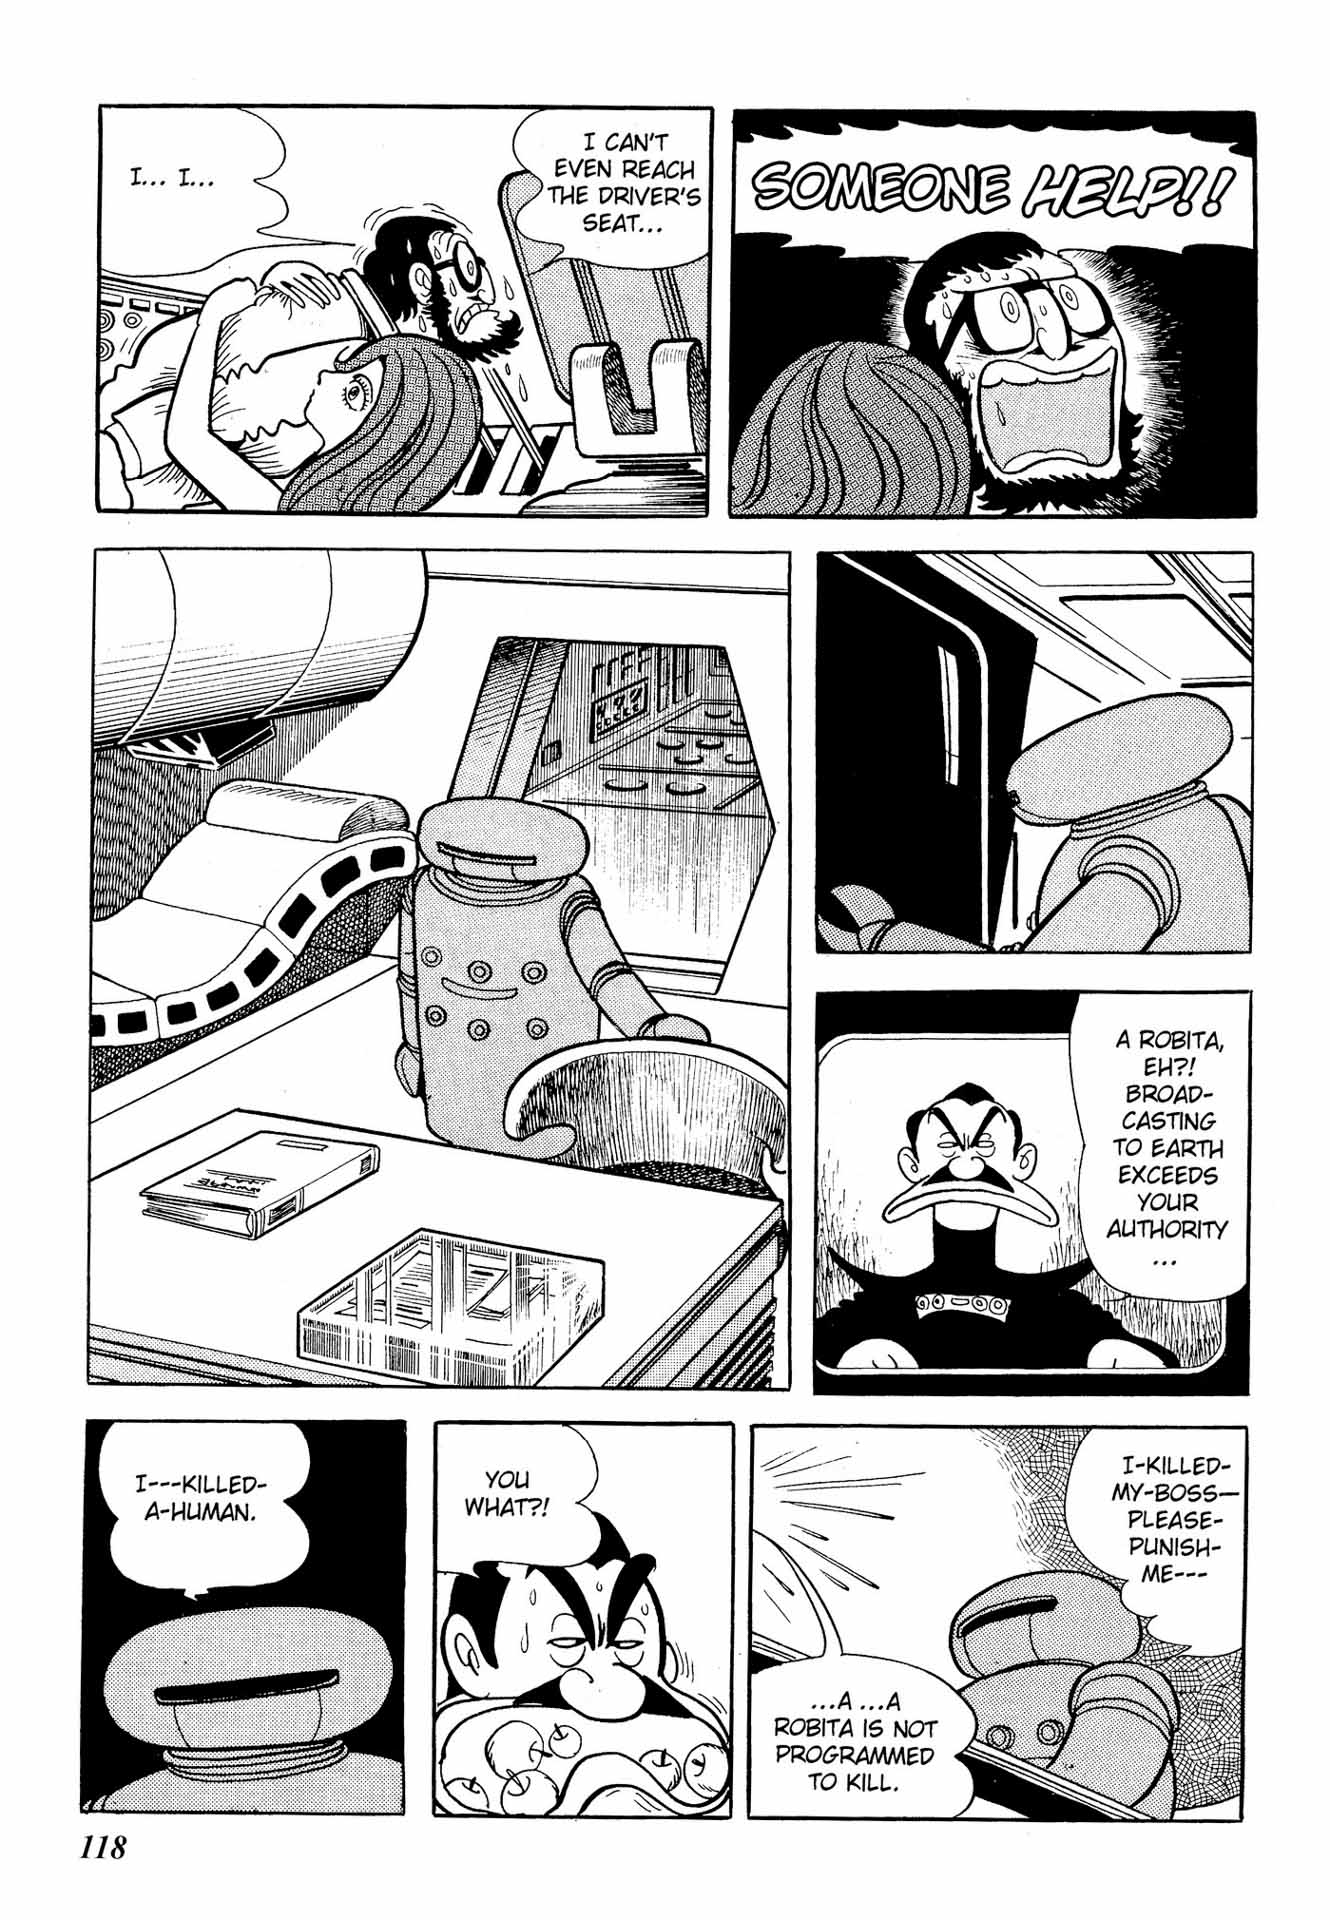 I... I...
I CAN'T
EVEN REACH
THE DRIVER'S
SEAT...
SOMEONE HELP!!
A ROBITA,
EH?!
BROAD-
CASTING
TO EARTH
EXCEEDS
YOUR
AUTHORITY
...
I---KILLED-
A-HUMAN.
YOU
WHAT?!
I-KILLED-
MY-BOSS—
PLEASE-
PUNISH-
ME---
...A ...A
ROBITA IS NOT
PROGRAMMED
TO KILL.
118